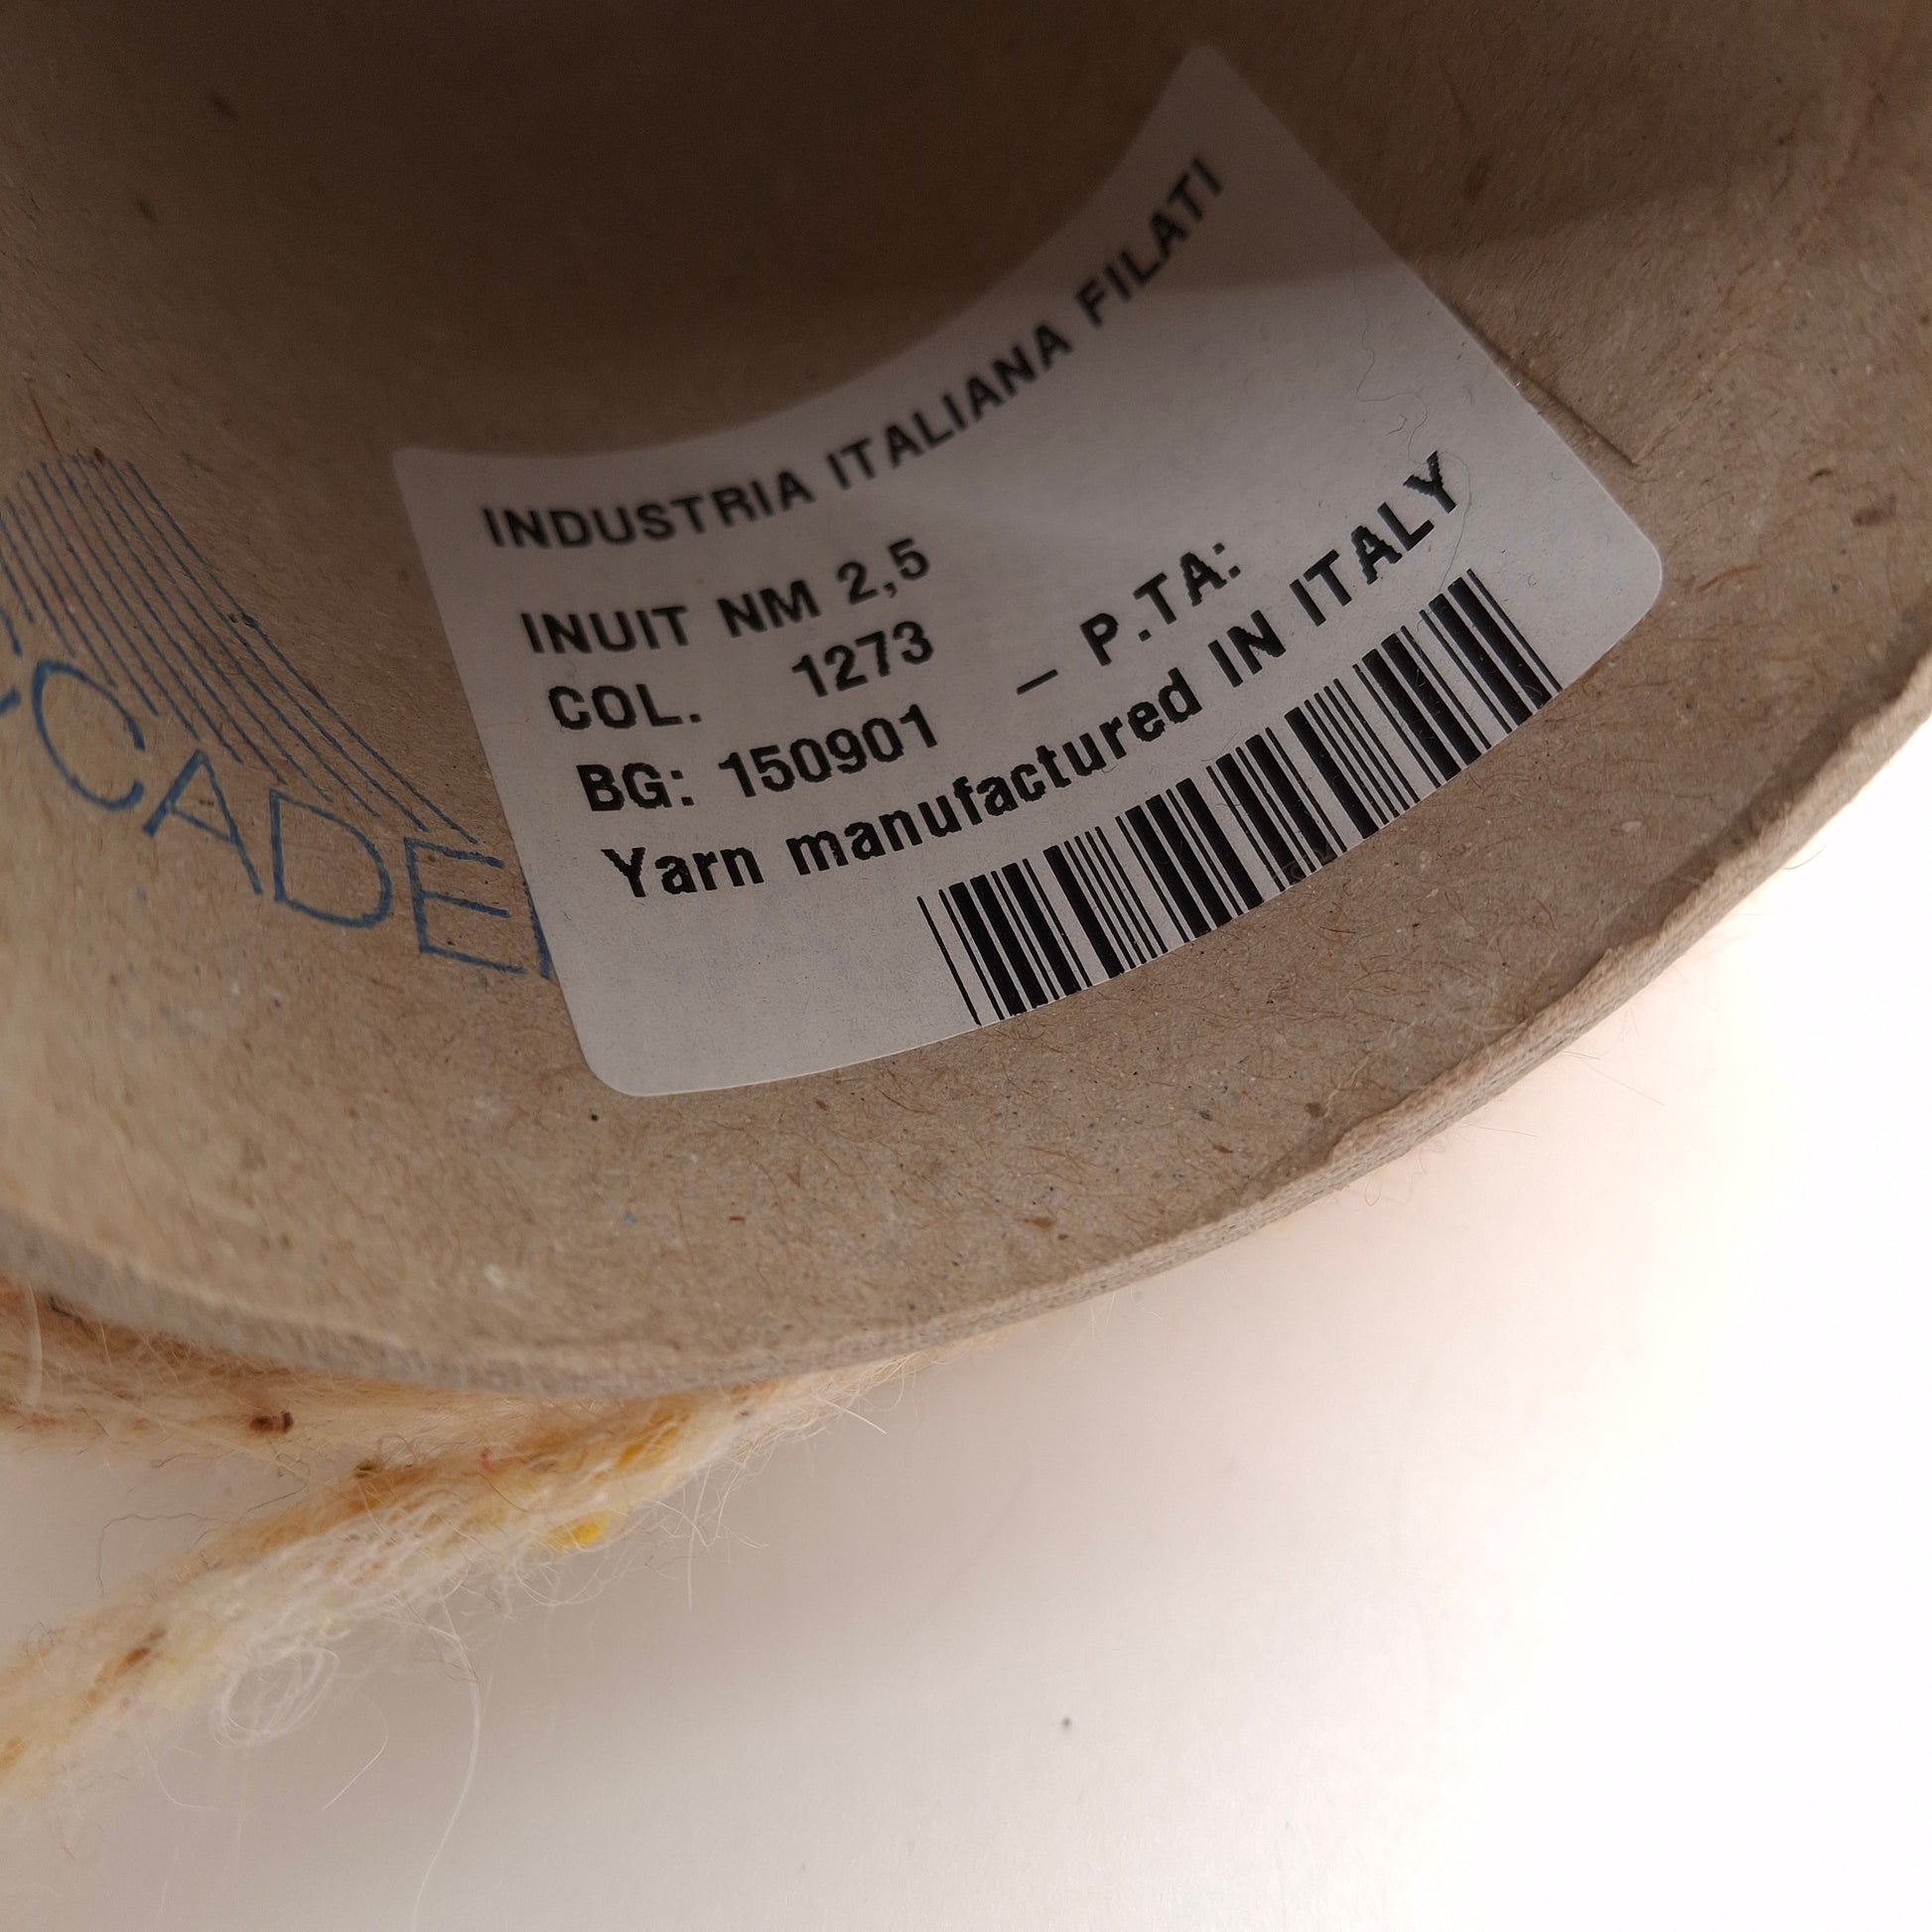 INDUSTRIA ITALIANA FILATI
INUIT NM 2,5
COL. 1273
BG: 150901 – P.TA:
Yarn manufactured IN ITALY